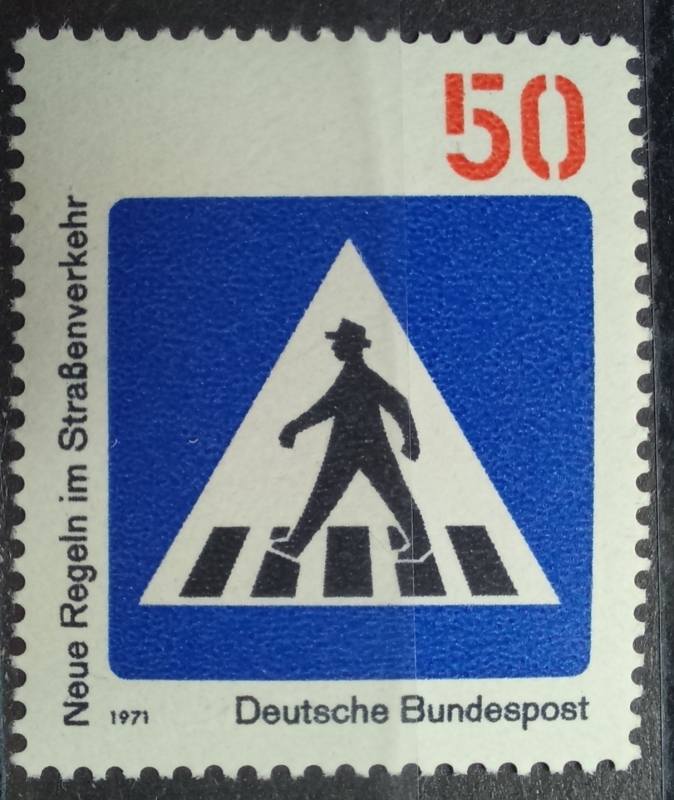 50
Neue Regeln im Straßenverkehr
1971
Deutsche Bundespost